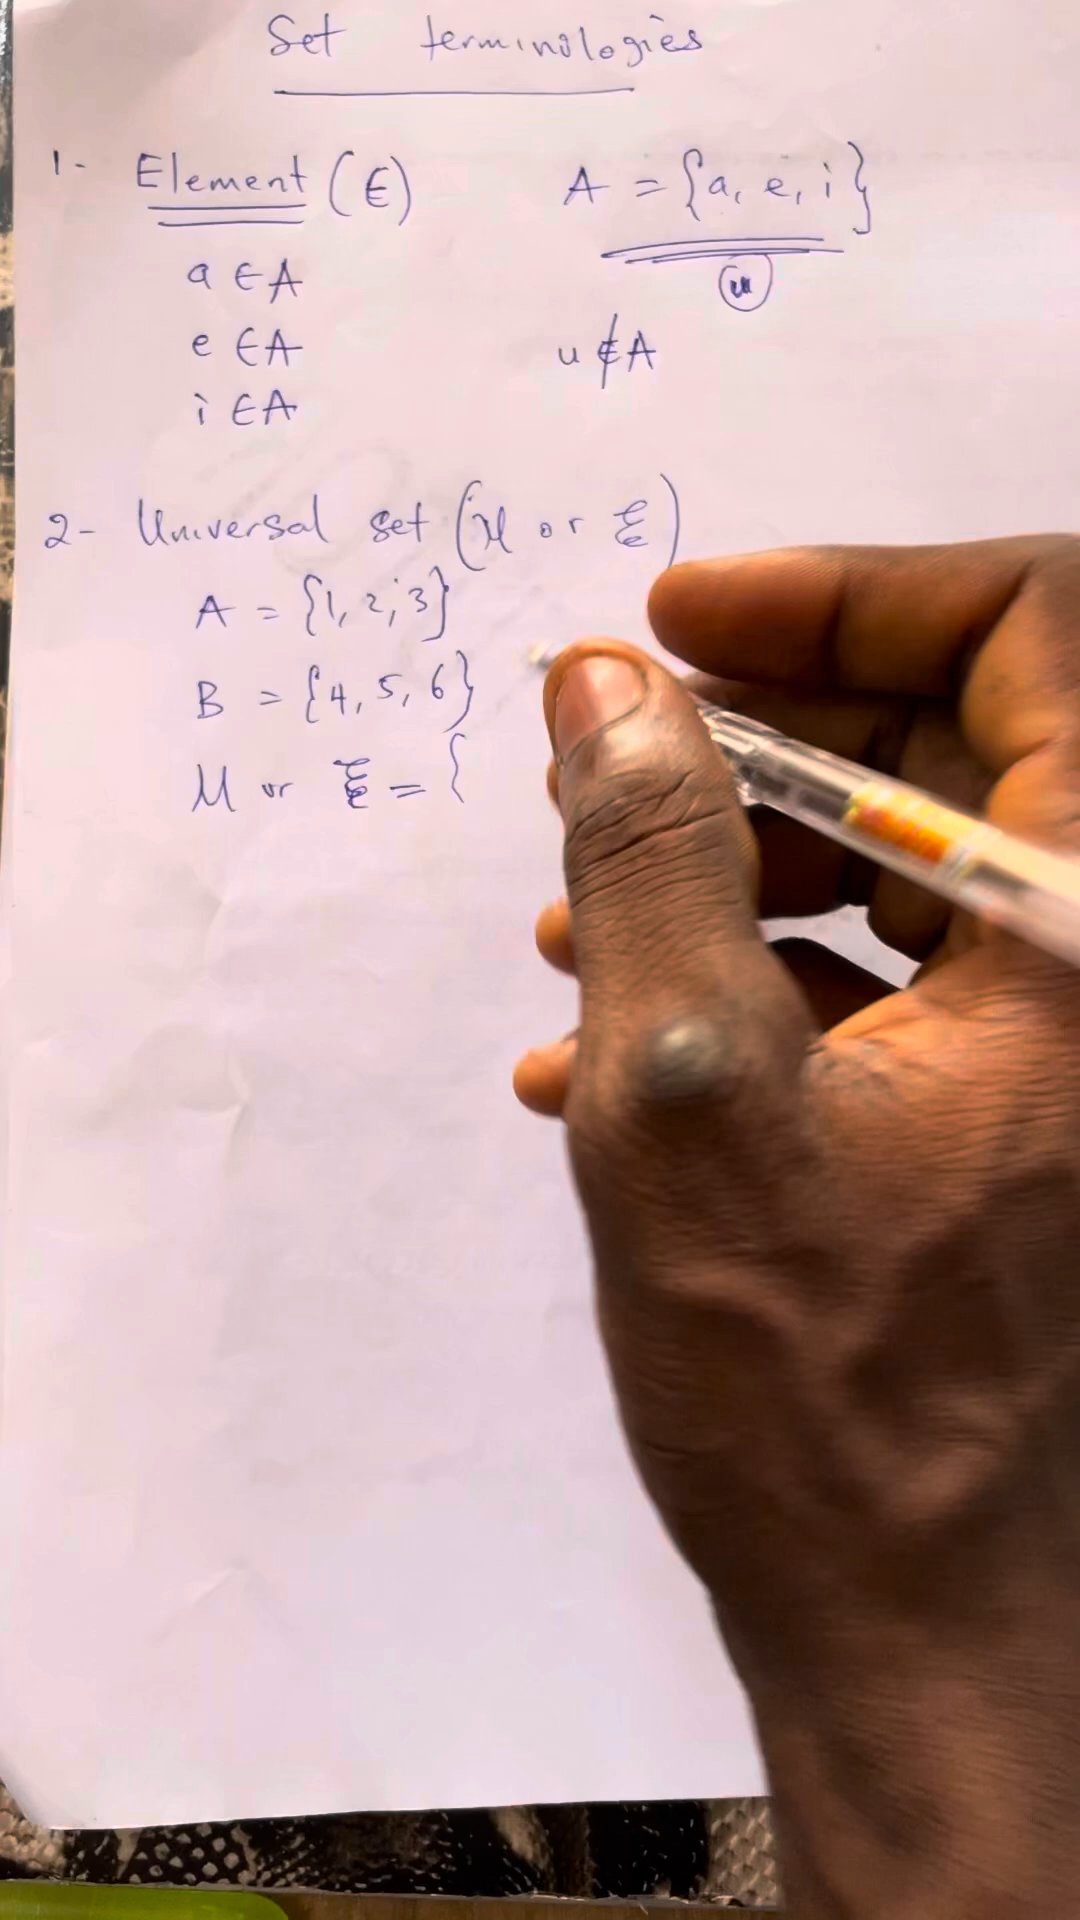 Set terminologies
1- Element (∈) A = {a, e, i}
a ∈ A
u
e ∈ A u ∉ A
i ∈ A
2- Universal set (μ or ξ)
A = {1, 2, 3}
B = {4, 5, 6}
μ or ξ = {